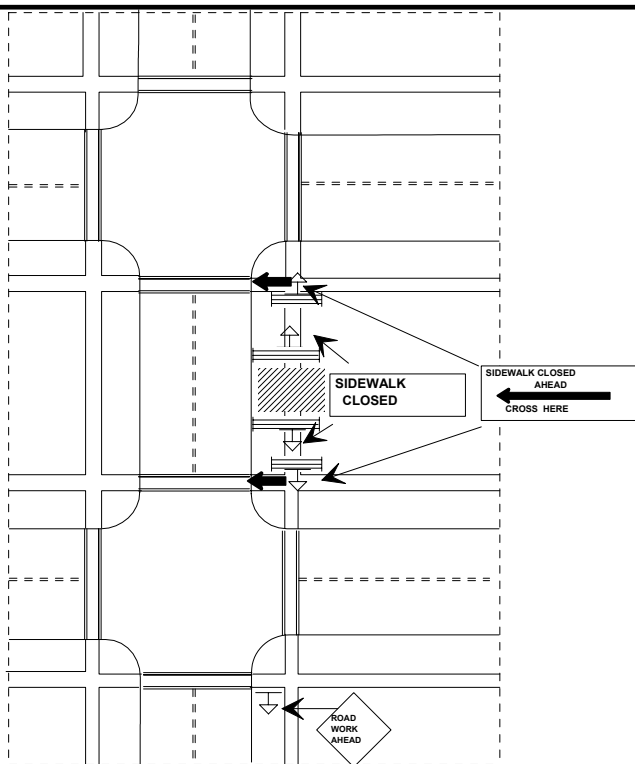 SIDEWALK CLOSED
AHEAD
CROSS HERE
SIDEWALK
CLOSED
ROAD
WORK
AHEAD